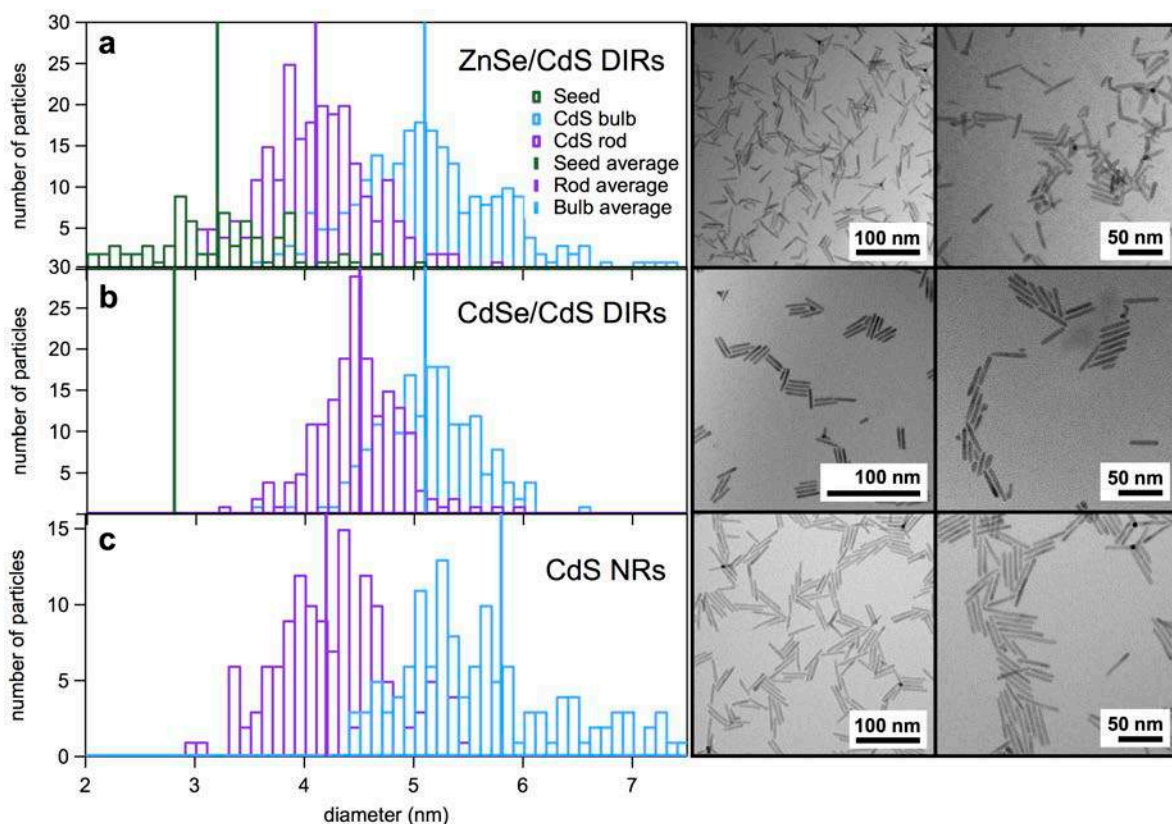 a
ZnSe/CdS DIRs
Seed
CdS bulb
CdS rod
Seed average
Rod average
Bulb average
number of particles
30
25
20
15
10
5
100 nm
50 nm
b
CdSe/CdS DIRs
number of particles
30
25
20
15
10
5
100 nm
50 nm
c
CdS NRs
number of particles
15
10
5
0
100 nm
50 nm
2
3
4
5
6
7
diameter (nm)